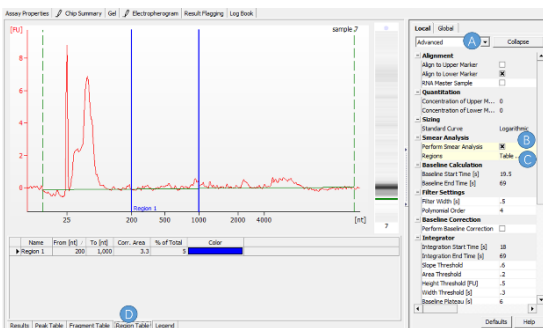 Assay Properties Chip Summary Gel Electropherogram Result Flagging Log Book
[FU] sample 7
8
6
4
2
0
Region 1
25 200 500 1000 2000 4000 [nt]
7
Name From [nt] / To [nt] Corr. Area % of Total Color
Region 1 200 1,000 3.3 5
D
Results Peak Table Fragment Table Region Table Legend
Local Global
Advanced A Collapse
Alignment
Align to Upper Marker
Align to Lower Marker
RNA Master Sample
Quantitation
Concentration of Upper M... 0
Concentration of Lower M... 0
Sizing
Standard Curve Logarithmic
Smear Analysis B
Perform Smear Analysis
Regions Table C
Baseline Calculation
Baseline Start Time [s] 19.5
Baseline End Time [s] 69
Filter Settings
Filter Width [s] .5
Polynomial Order 4
Baseline Correction
Perform Baseline Correction
Integrator
Integration Start Time [s] 18
Integration End Time [s] 69
Slope Threshold .6
Area Threshold .2
Height Threshold [FU] .5
Width Threshold [s] .3
Baseline Plateau [s] 6
Defaults Help